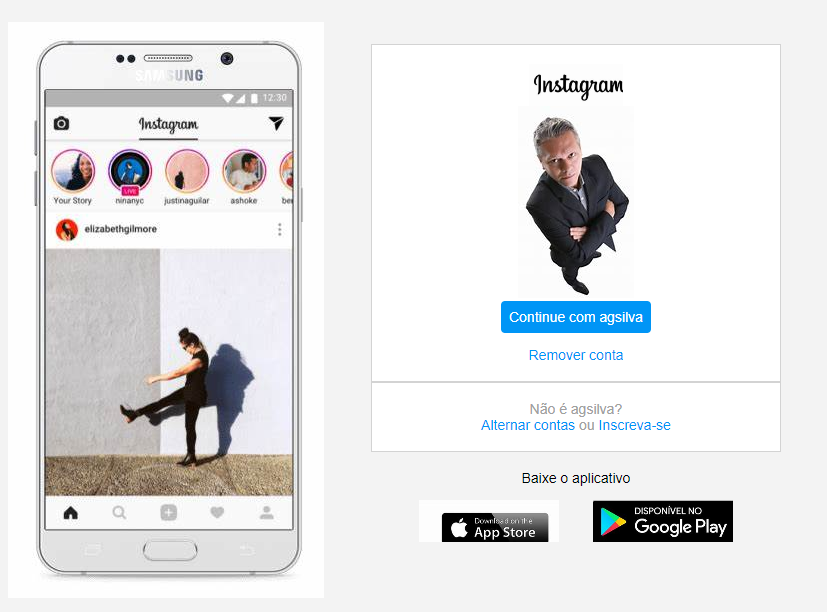 SAMSUNG
12:30
Instagram
LIVE
Your Story
ninanyc
justinaguilar
ashoke
ber
elizabethgilmore
Instagram
Continue com agsilva
Remover conta
Não é agsilva?
Alternar contas ou Inscreva-se
Baixe o aplicativo
Download on the
App Store
DISPONÍVEL NO
Google Play